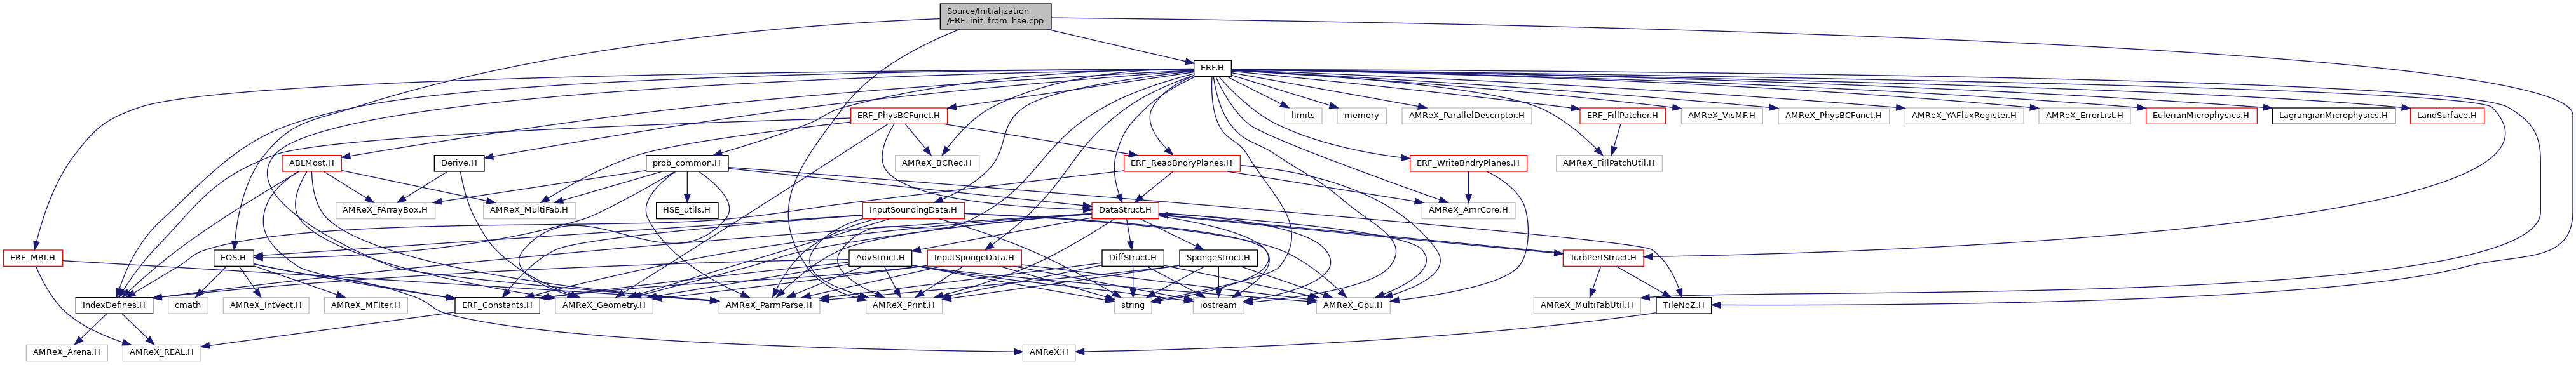 Source/Initialization
/ERF_init_from_hse.cpp
ERF.H
ERF_PhysBCFunct.H
limits
memory
AMReX_ParallelDescriptor.H
ERF_FillPatcher.H
AMReX_VisMF.H
AMReX_PhysBCFunct.H
AMReX_YAFluxRegister.H
AMReX_ErrorList.H
EulerianMicrophysics.H
LagrangianMicrophysics.H
LandSurface.H
ABLMost.H
Derive.H
prob_common.H
AMReX_BCRec.H
ERF_ReadBndryPlanes.H
ERF_WriteBndryPlanes.H
AMReX_FillPatchUtil.H
AMReX_FArrayBox.H
AMReX_MultiFab.H
HSE_utils.H
InputSoundingData.H
DataStruct.H
AMReX_AmrCore.H
ERF_MRI.H
EOS.H
AdvStruct.H
InputSpongeData.H
DiffStruct.H
SpongeStruct.H
TurbPertStruct.H
IndexDefines.H
cmath
AMReX_IntVect.H
AMReX_MFIter.H
ERF_Constants.H
AMReX_Geometry.H
AMReX_ParmParse.H
AMReX_Print.H
string
iostream
AMReX_Gpu.H
AMReX_MultiFabUtil.H
TileNoZ.H
AMReX_Arena.H
AMReX_REAL.H
AMReX.H